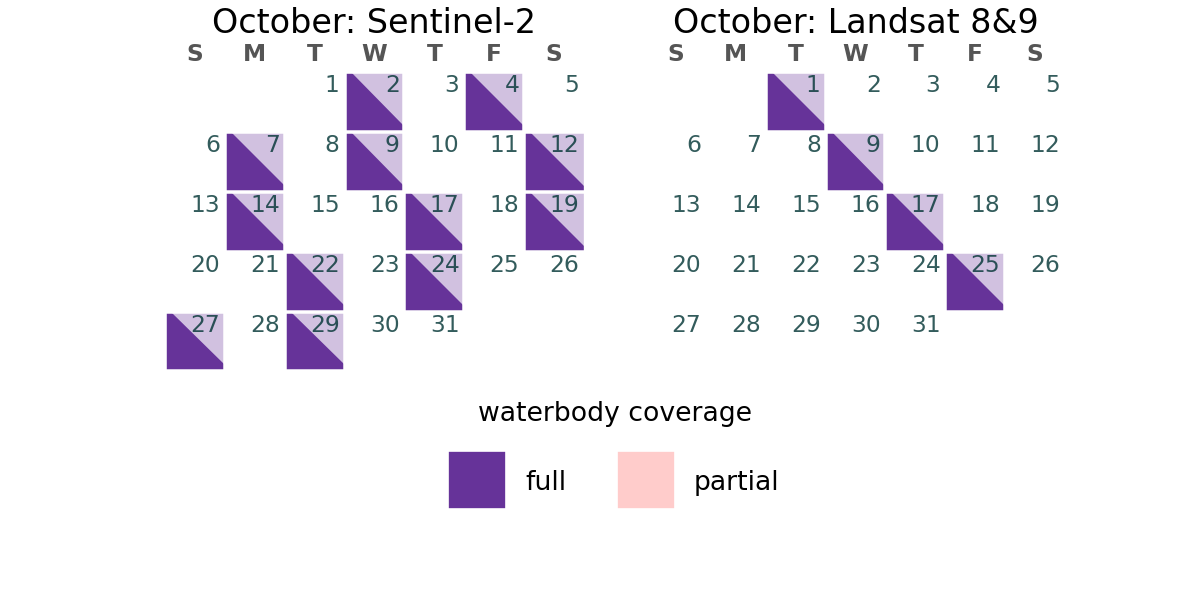 October: Sentinel-2
S M T W T F S
1 2 3 4 5
6 7 8 9 10 11 12
13 14 15 16 17 18 19
20 21 22 23 24 25 26
27 28 29 30 31
October: Landsat 8&9
S M T W T F S
1 2 3 4 5
6 7 8 9 10 11 12
13 14 15 16 17 18 19
20 21 22 23 24 25 26
27 28 29 30 31
waterbody coverage
full partial